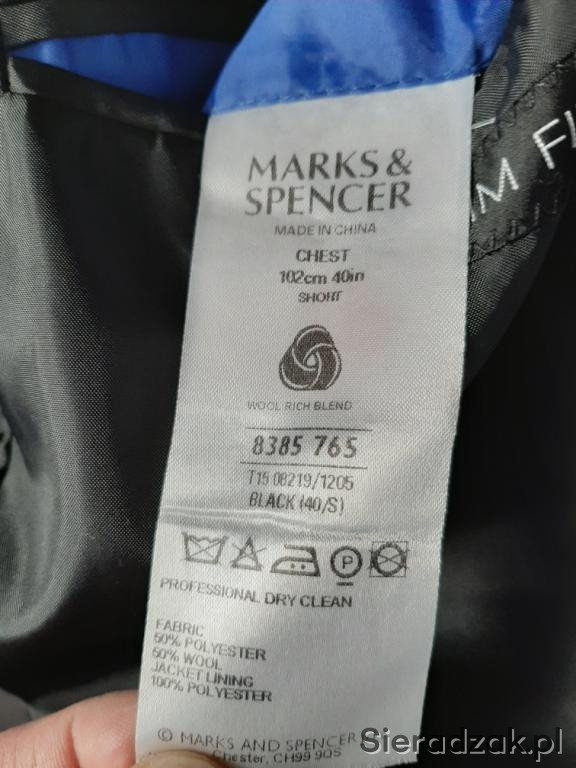 MARKS &
SPENCER
MADE IN CHINA
CHEST
102cm 40in
SHORT
WOOL RICH BLEND
8385 765
T15 08219/1205
BLACK (40/S)
P
PROFESSIONAL DRY CLEAN
FABRIC
50% POLYESTER
50% WOOL
JACKET LINING
100% POLYESTER
© MARKS AND SPENCER
Chester, CH99 9QS
Sieradzak.pl